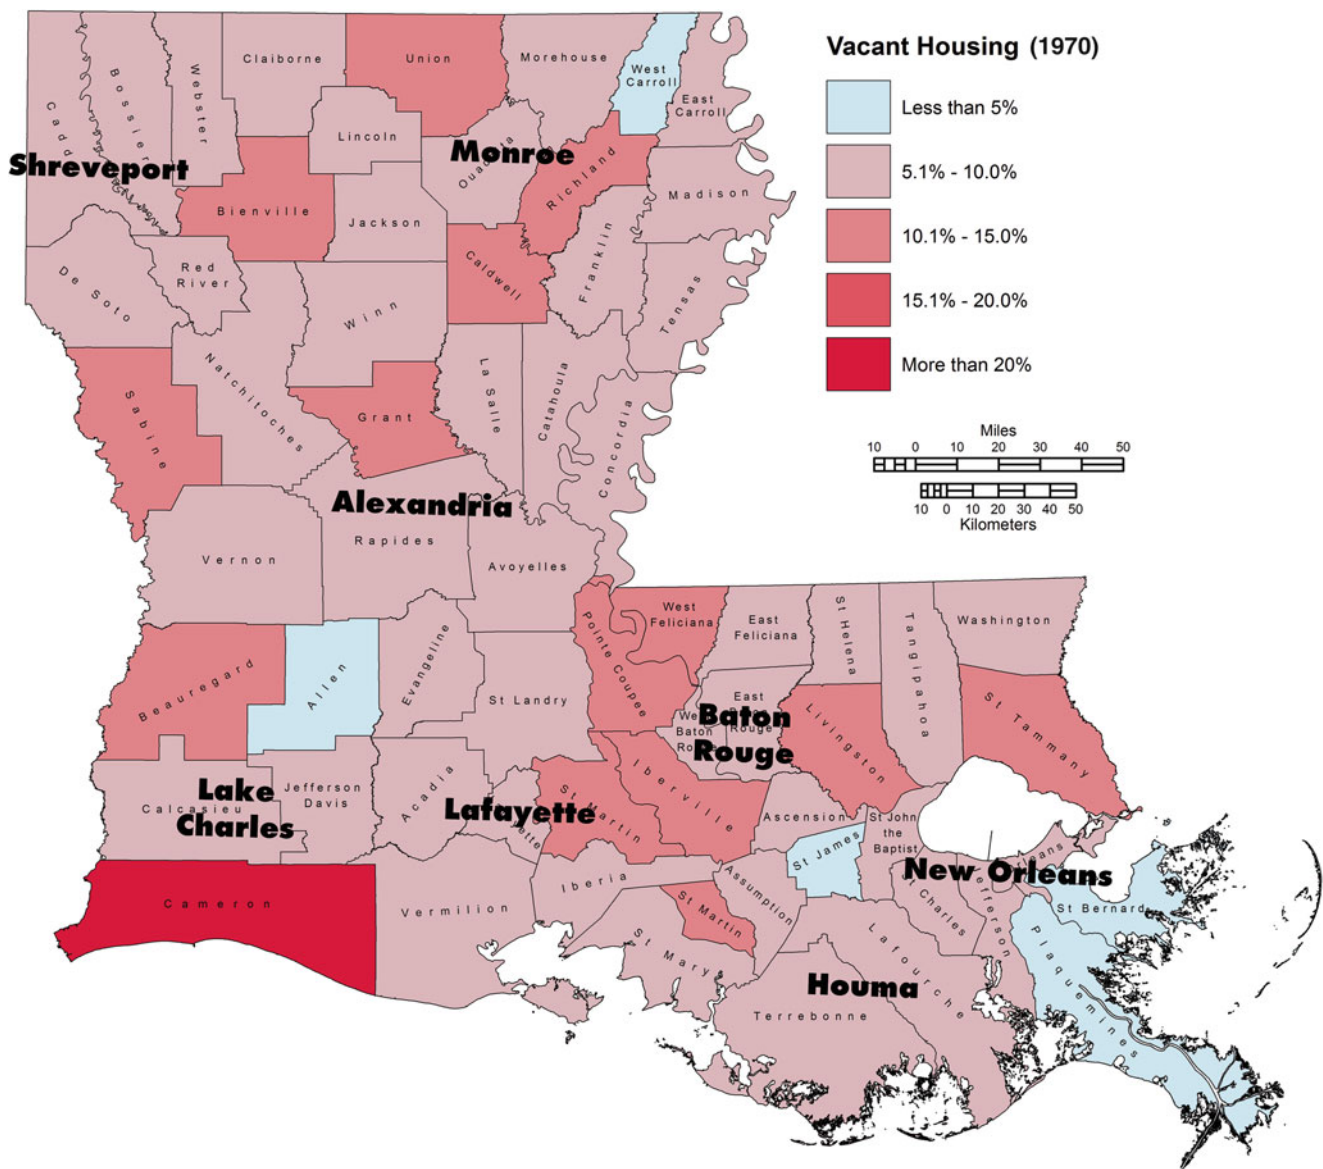 Vacant Housing (1970)
Less than 5%
5.1% - 10.0%
10.1% - 15.0%
15.1% - 20.0%
More than 20%
Miles
10 0 10 20 30 40 50
10 0 10 20 30 40 50
Kilometers
Bossier
Webster
Claiborne
Union
Morehouse
West
Carroll
East
Carroll
Lincoln
Shreveport
Monroe
Richland
Madison
Bienville
Jackson
Franklin
Caldwell
Tensas
De Soto
Red
River
Winn
Natchitoches
La Salle
Catahoula
Concordia
Sabine
Grant
Alexandria
Rapides
Vernon
Avoyelles
Pointe Coupee
West
Feliciana
East
Feliciana
St Helena
Tangipahoa
Washington
Beauregard
Allen
Evangeline
St Landry
East
Baton
Rouge
Baton
Rouge
Livingston
St Tammany
Lake
Charles
Calcasieu
Jefferson
Davis
Acadia
Lafayette
St Martin
Iberville
Ascension
St James
St John
the
Baptist
New Orleans
Cameron
Vermilion
Iberia
St Martin
Assumption
St Charles
St Bernard
St Mary
Lafourche
Plaquemines
Houma
Terrebonne